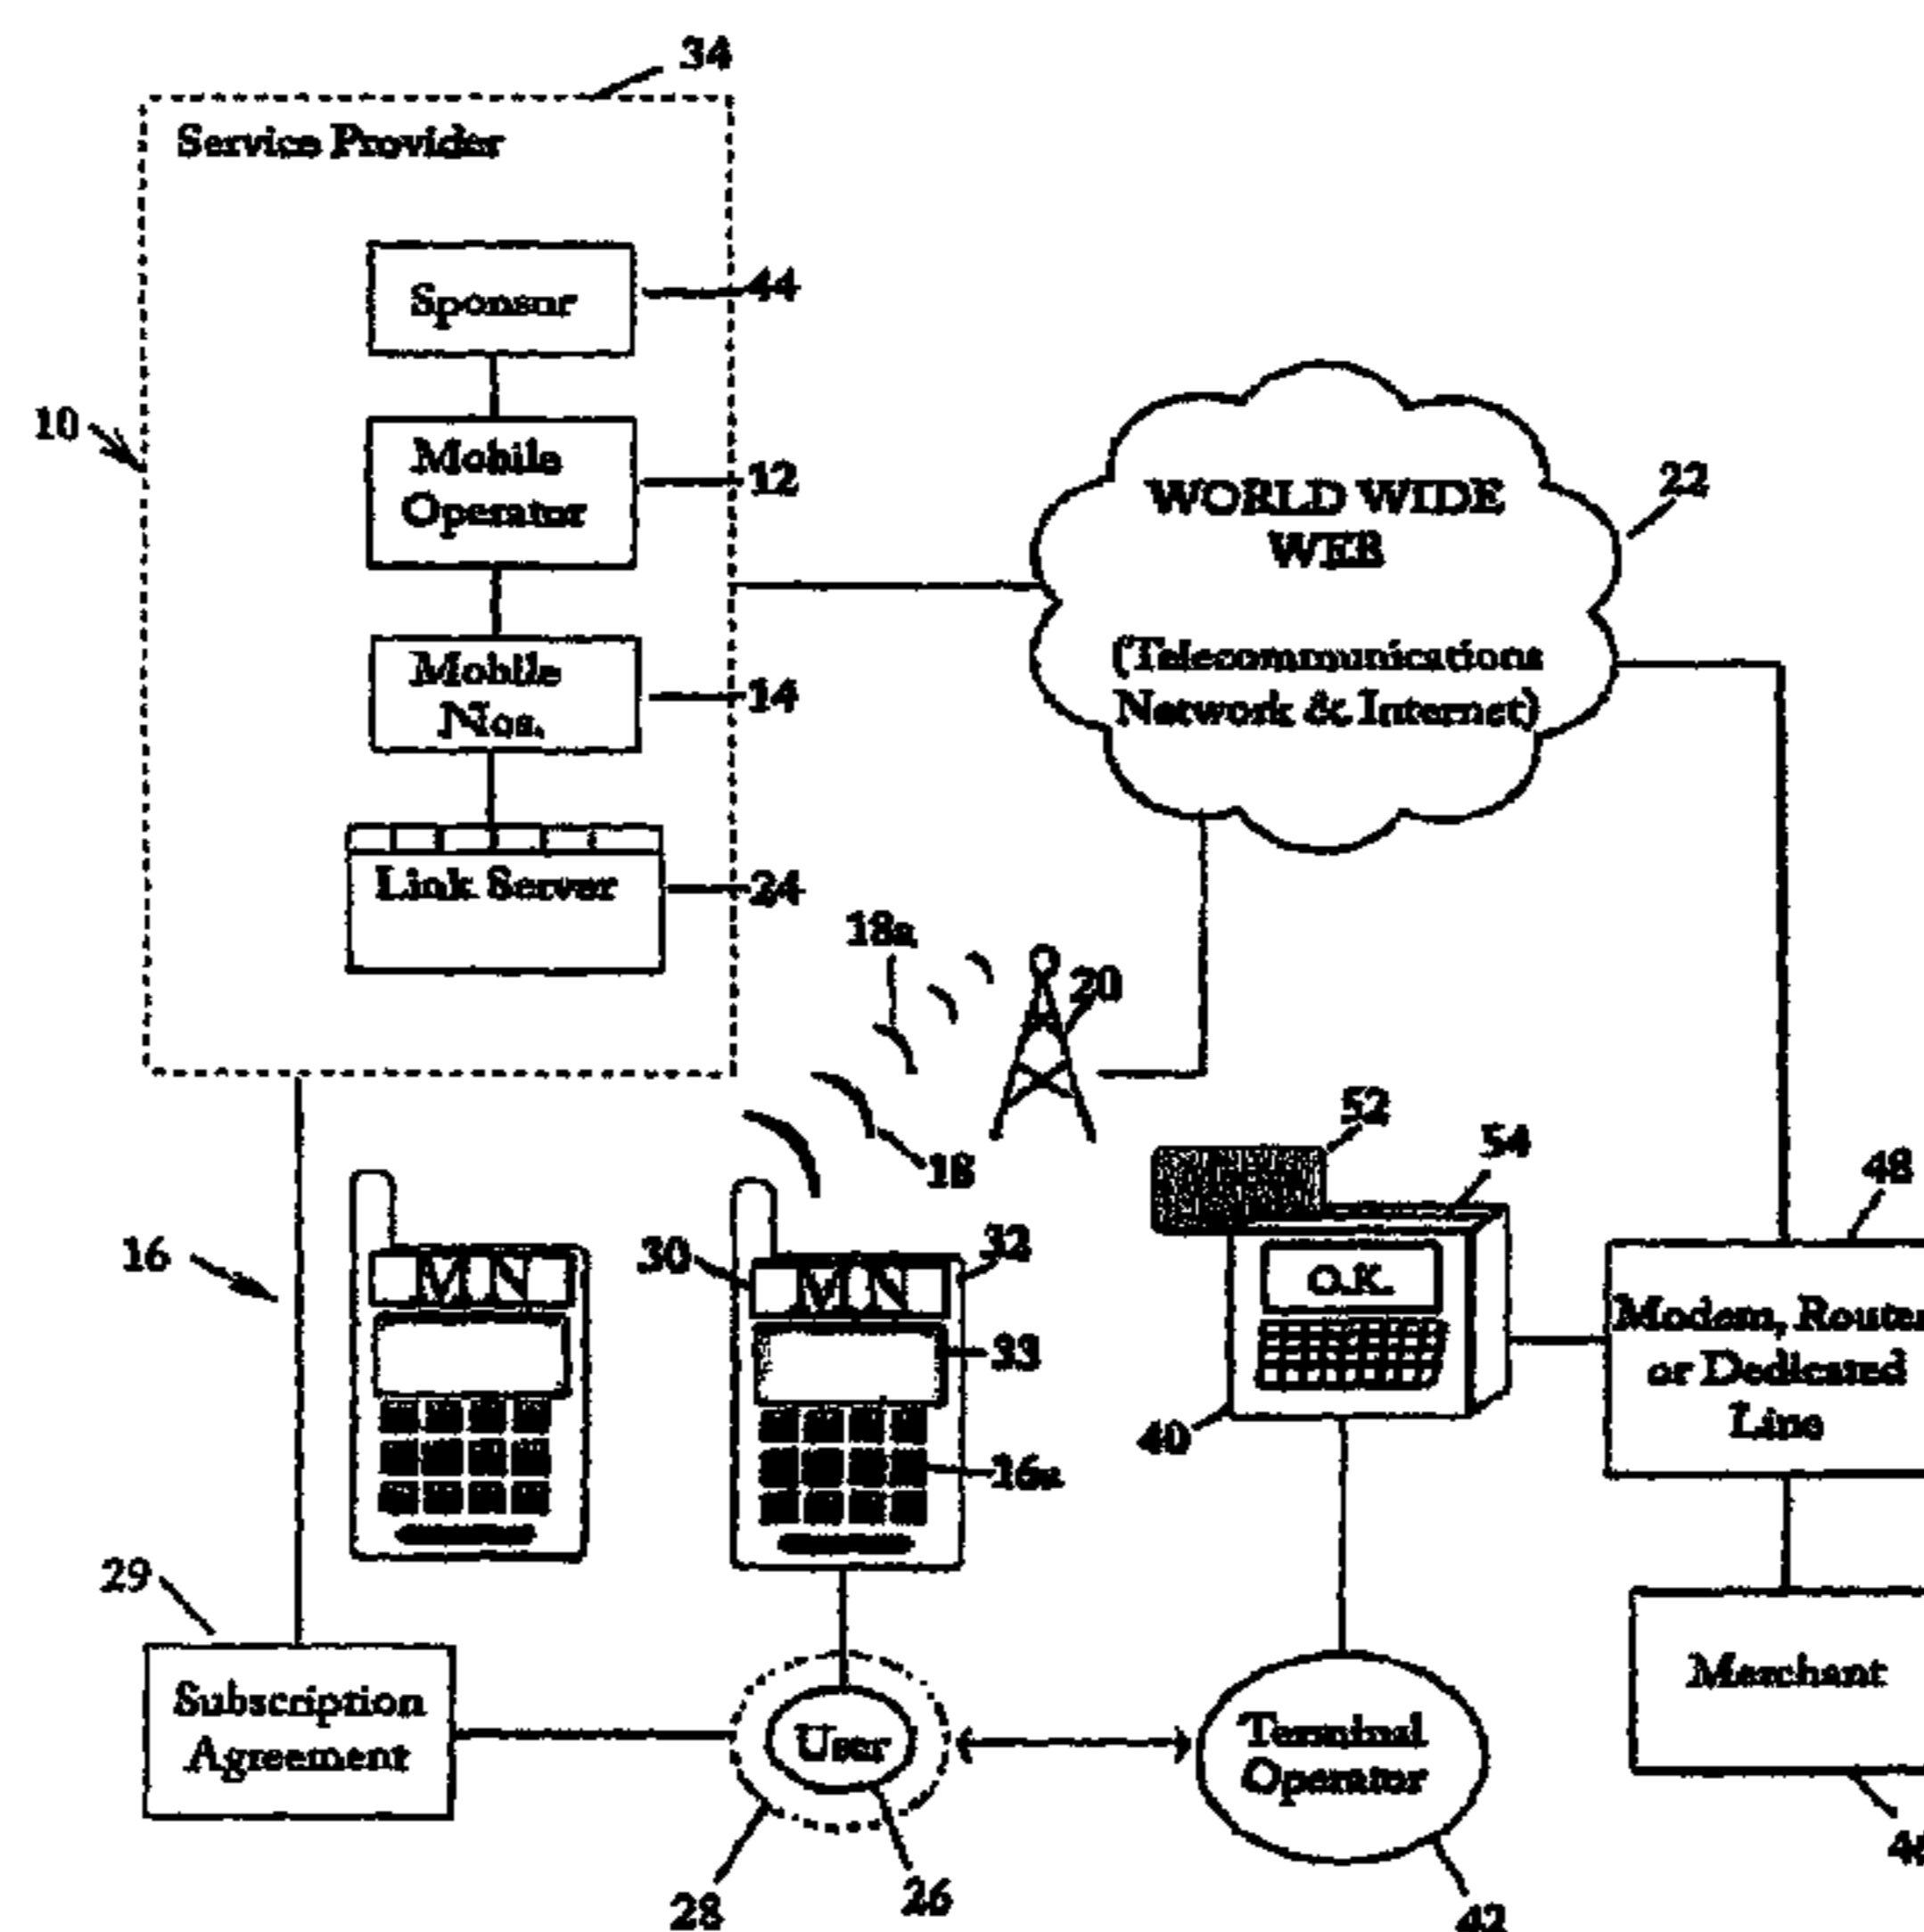 34
Service Provider
Sponsor
44
10
Mobile
Operator
12
WORLD WIDE
WEB
22
(Telecommunications
Network & Internet)
Mobile
Nos.
14
Link Server
24
18a
20
52
54
48
18
16
30
32
M N
M N
O.K.
33
Modem, Router
or Dedicated
Line
40
16a
29
Subscription
Agreement
User
Terminal
Operator
Merchant
28
26
42